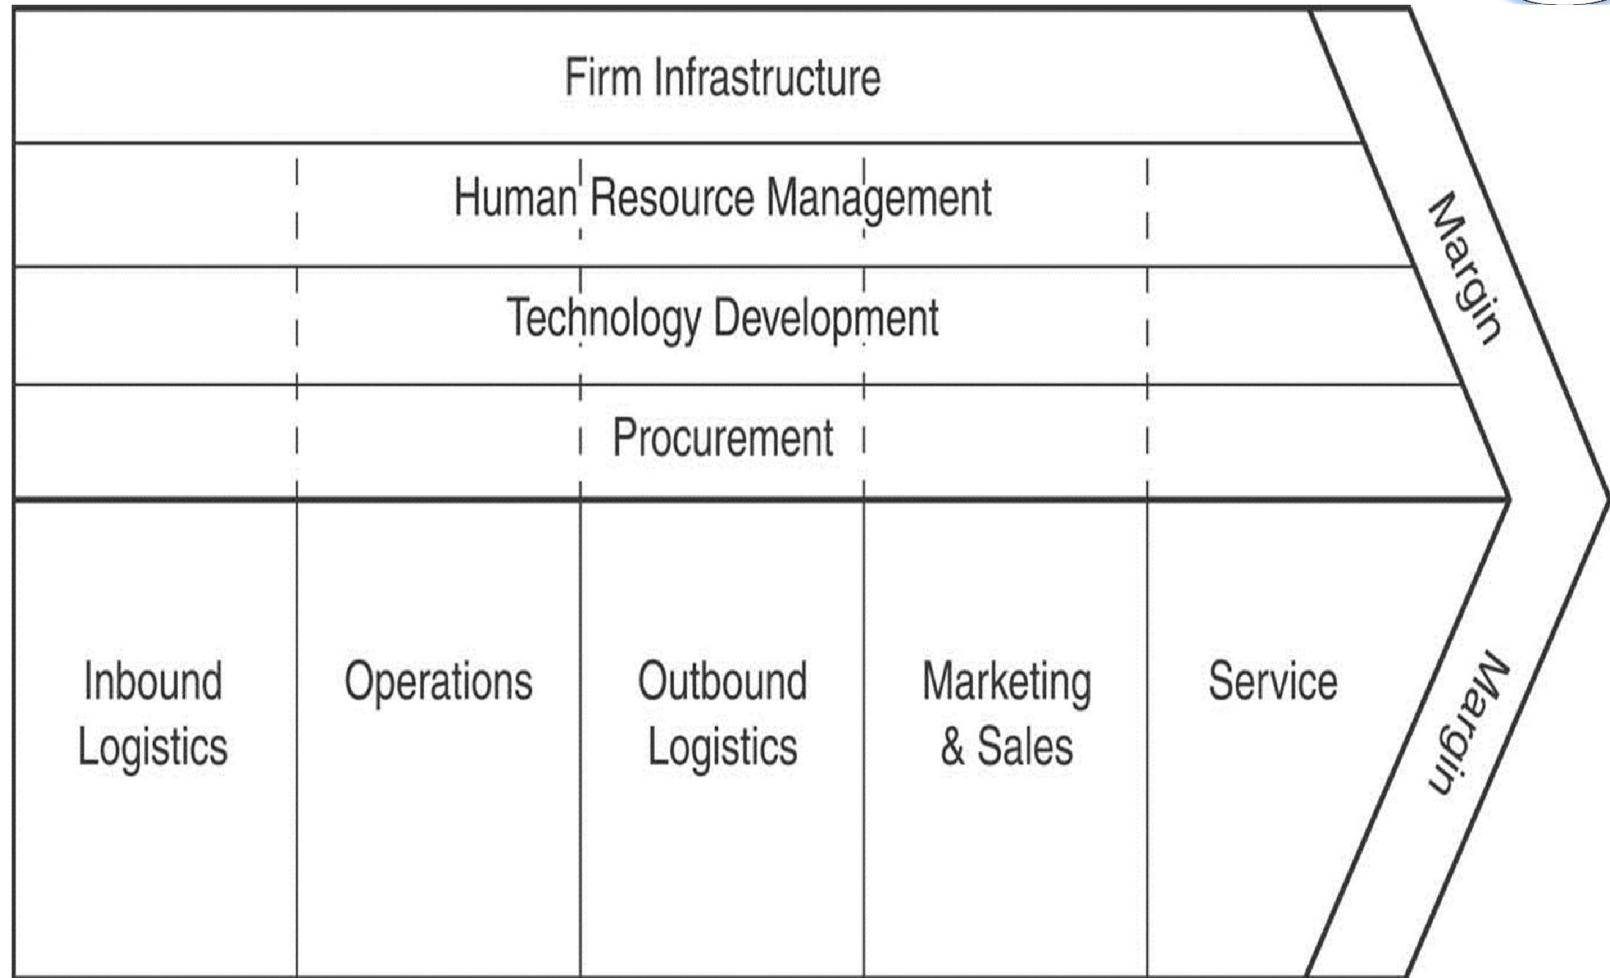 Firm Infrastructure
Human Resource Management
Technology Development
Procurement
Margin
Inbound
Logistics
Operations
Outbound
Logistics
Marketing
& Sales
Service
Margin